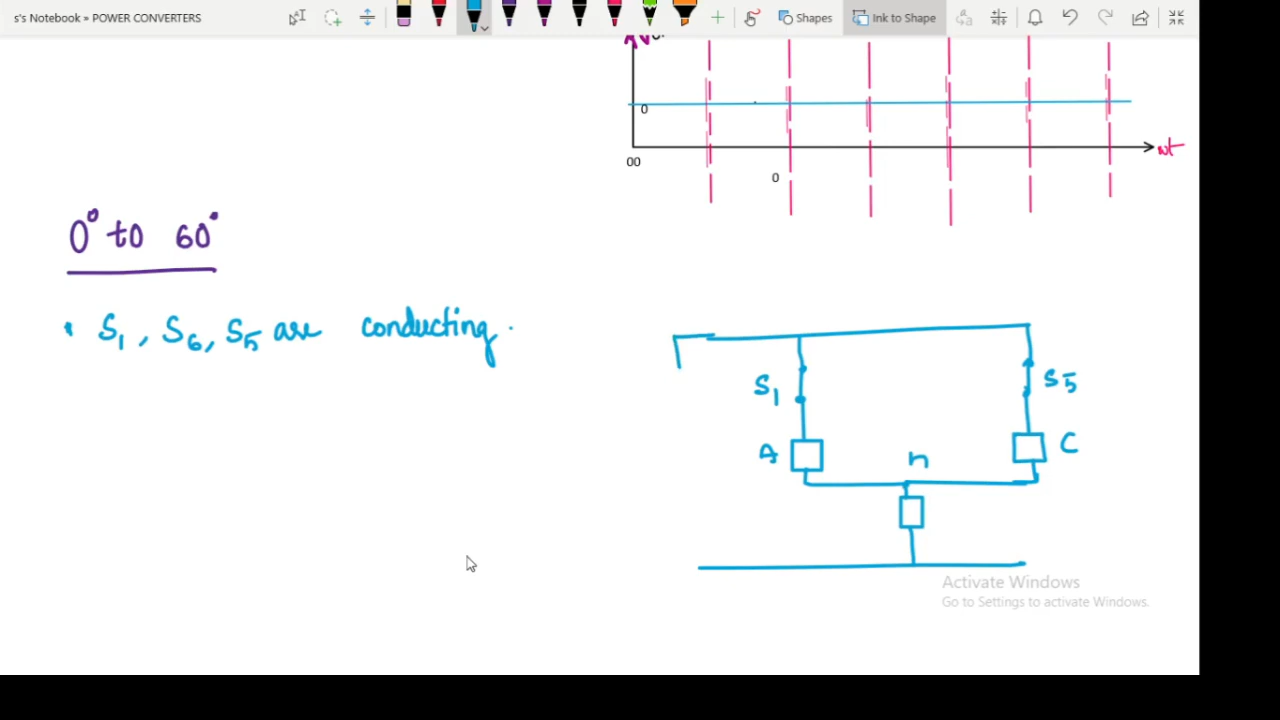 s's Notebook » POWER CONVERTERS
Shapes
Ink to Shape
0
00
wt
0
0° to 60°
• S1, S6, S5 are conducting.
S1
S5
A
n
C
Activate Windows
Go to Settings to activate Windows.